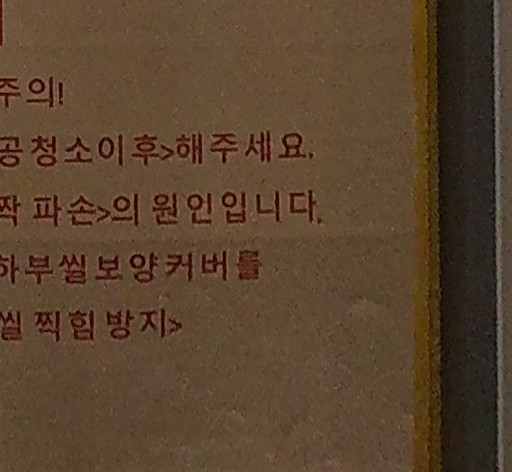 주의!
공청소이후>해주세요.
짝 파손>의 원인입니다.
하부씰보양커버를
씰 찍힘 방지>